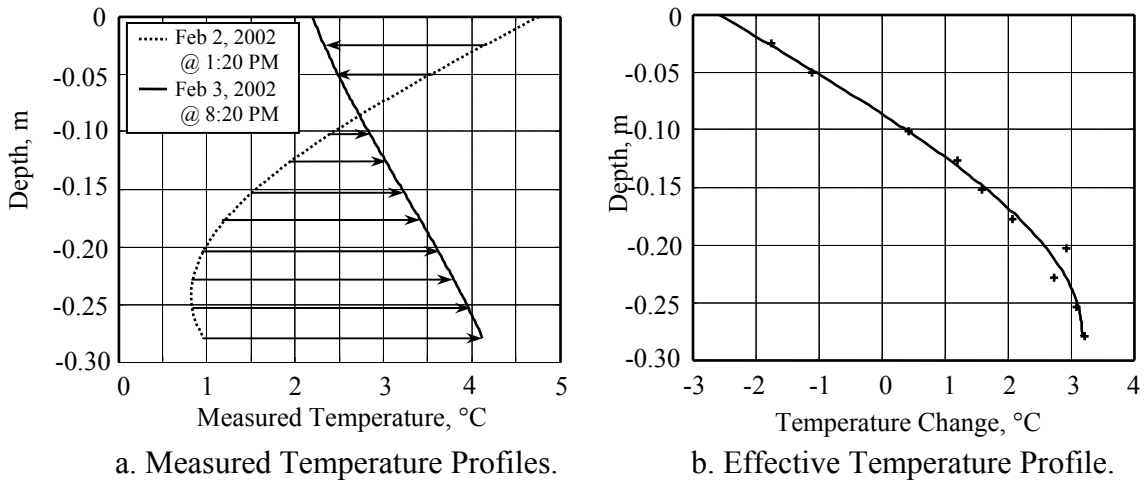 0
-0.05
-0.10
-0.15
-0.20
-0.25
-0.30
Depth, m
Feb 2, 2002
@ 1:20 PM
Feb 3, 2002
@ 8:20 PM
0 1 2 3 4 5
Measured Temperature, °C
a. Measured Temperature Profiles.
0
-0.05
-0.10
-0.15
-0.20
-0.25
-0.30
Depth, m
-3 -2 -1 0 1 2 3 4
Temperature Change, °C
b. Effective Temperature Profile.